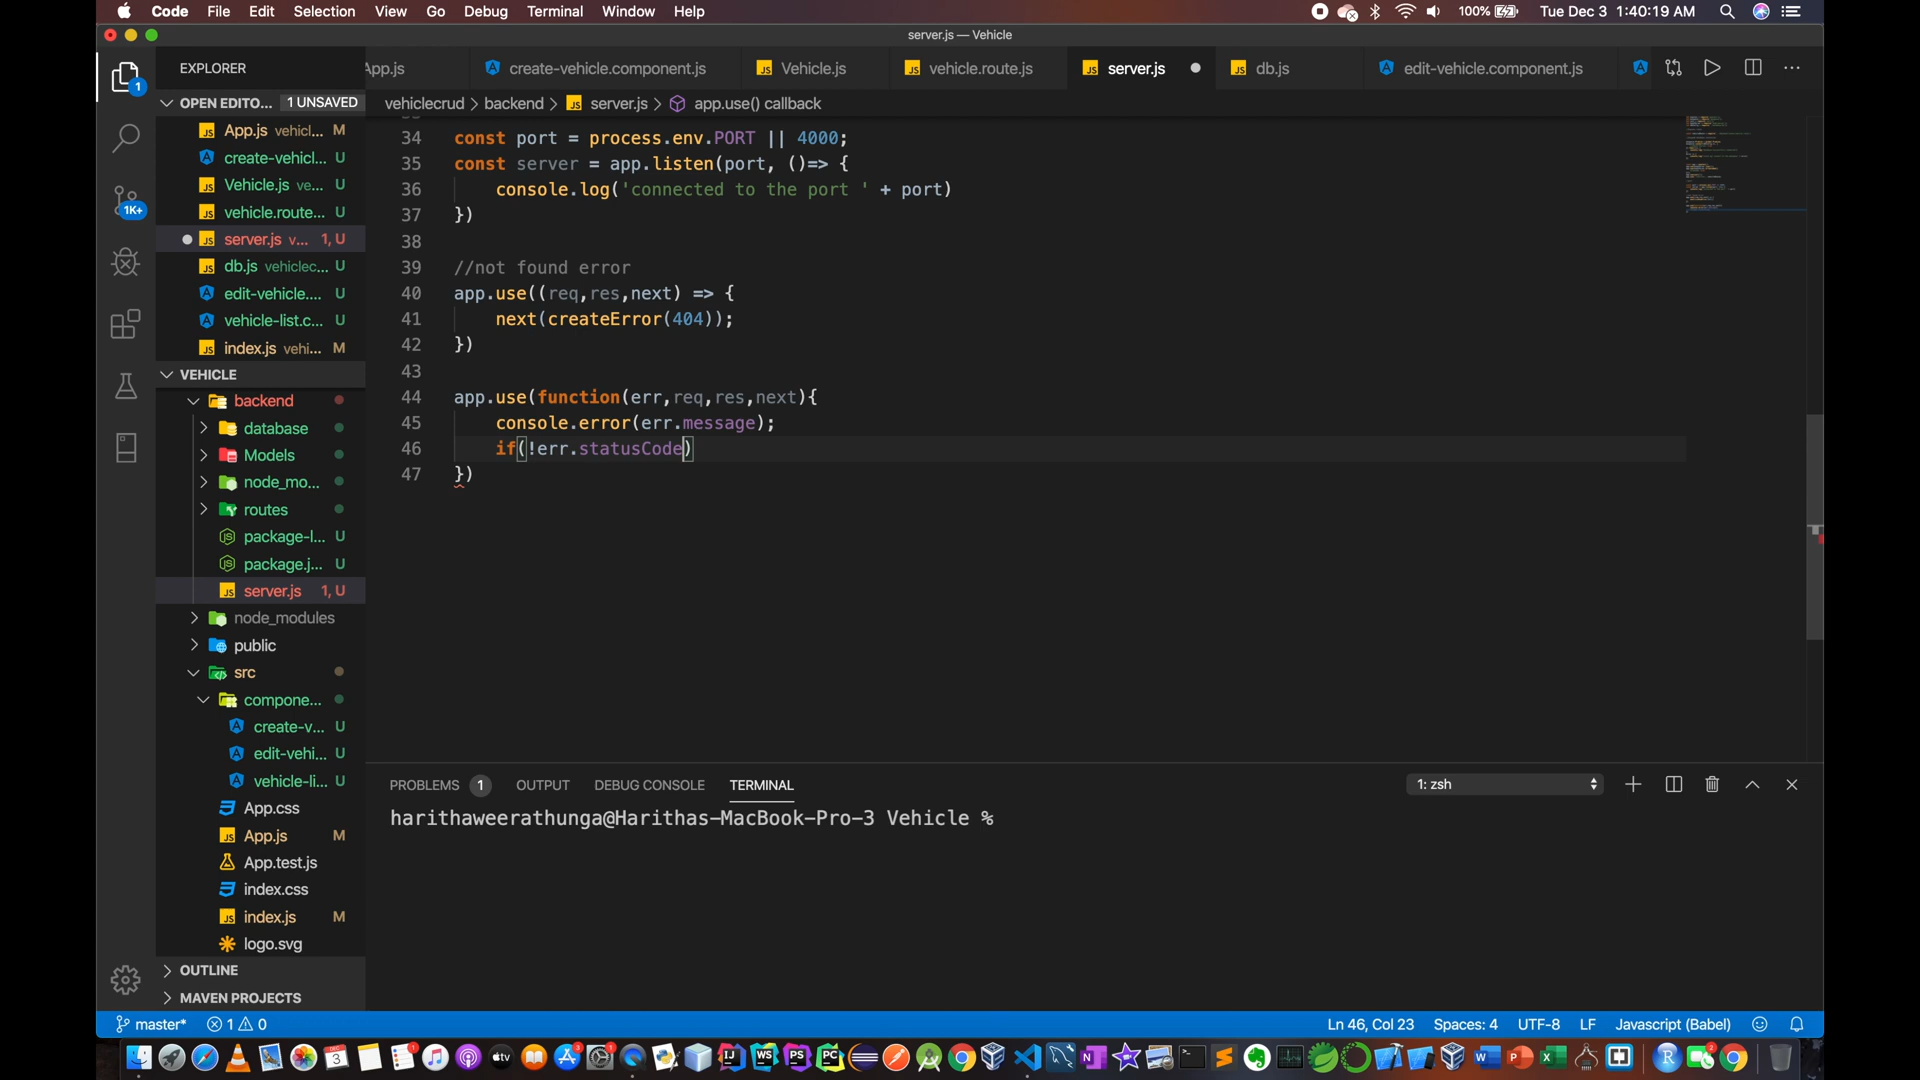 Code File Edit Selection View Go Debug Terminal Window Help 100% Tue Dec 3 1:40:19 AM
server.js — Vehicle
EXPLORER
App.js create-vehicle.component.js Vehicle.js vehicle.route.js server.js db.js edit-vehicle.component.js
OPEN EDITO... 1 UNSAVED
vehiclecrud > backend > server.js > app.use() callback
App.js vehicl... M
create-vehicl... U
Vehicle.js ve... U
vehicle.route... U
server.js v... 1, U
db.js vehiclec... U
edit-vehicle.... U
vehicle-list.c... U
index.js vehi... M
VEHICLE
backend
database
Models
node_mo...
routes
package-l... U
package.j... U
server.js 1, U
node_modules
public
src
compone...
create-v... U
edit-vehi... U
vehicle-li... U
App.css
App.js M
App.test.js
index.css
index.js M
logo.svg
OUTLINE
MAVEN PROJECTS
1
1K+
34 const port = process.env.PORT || 4000;
35 const server = app.listen(port, ()=> {
36 console.log('connected to the port ' + port)
37 })
38
39 //not found error
40 app.use((req,res,next) => {
41 next(createError(404));
42 })
43
44 app.use(function(err,req,res,next){
45 console.error(err.message);
46 if(!err.statusCode)
47 })
PROBLEMS 1 OUTPUT DEBUG CONSOLE TERMINAL 1: zsh
harithaweerathunga@Harithas-MacBook-Pro-3 Vehicle %
master* 1 0 Ln 46, Col 23 Spaces: 4 UTF-8 LF Javascript (Babel)